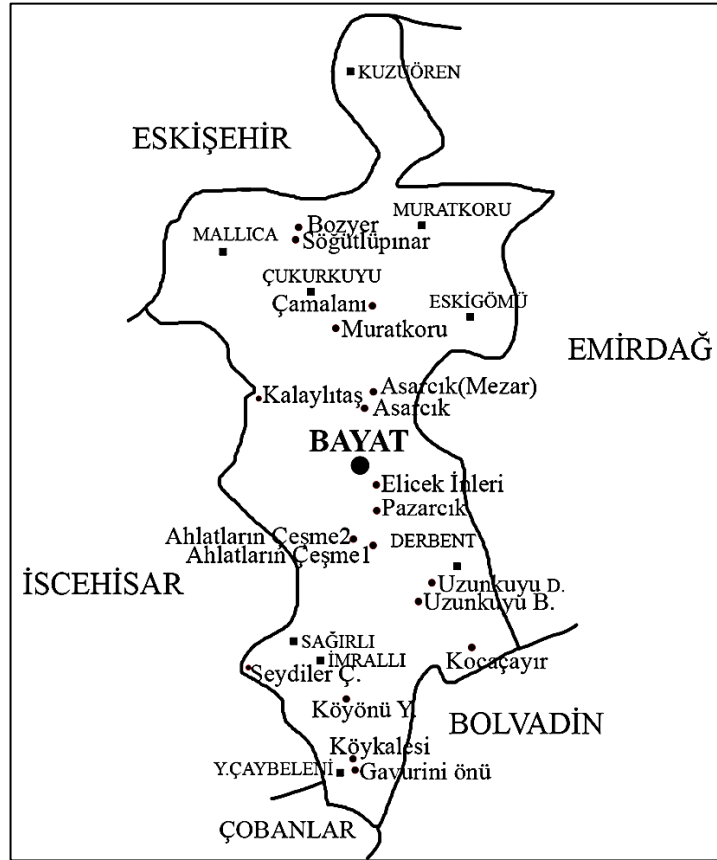 KUZUÖREN
ESKİŞEHİR
MURATKORU
Bozyer
MALLICA
Söğütlüpınar
ÇUKURKUYU
Çamalanı
ESKİGÖMÜ
Muratkoru
EMİRDAĞ
Asarcık(Mezar)
Kalaylıtaş
Asarcık
BAYAT
Elicek İnleri
Pazarcık
Ahlatların Çeşme2
DERBENT
Ahlatların Çeşme1
İSCEHİSAR
Uzunkuyu D.
Uzunkuyu B.
SAĞIRLI
İMRALLI
Kocaçayır
Seydiler Ç.
Köyönü Y.
BOLVADİN
Köykalesi
Y.ÇAYBELENİ
Gavurini önü
ÇOBANLAR